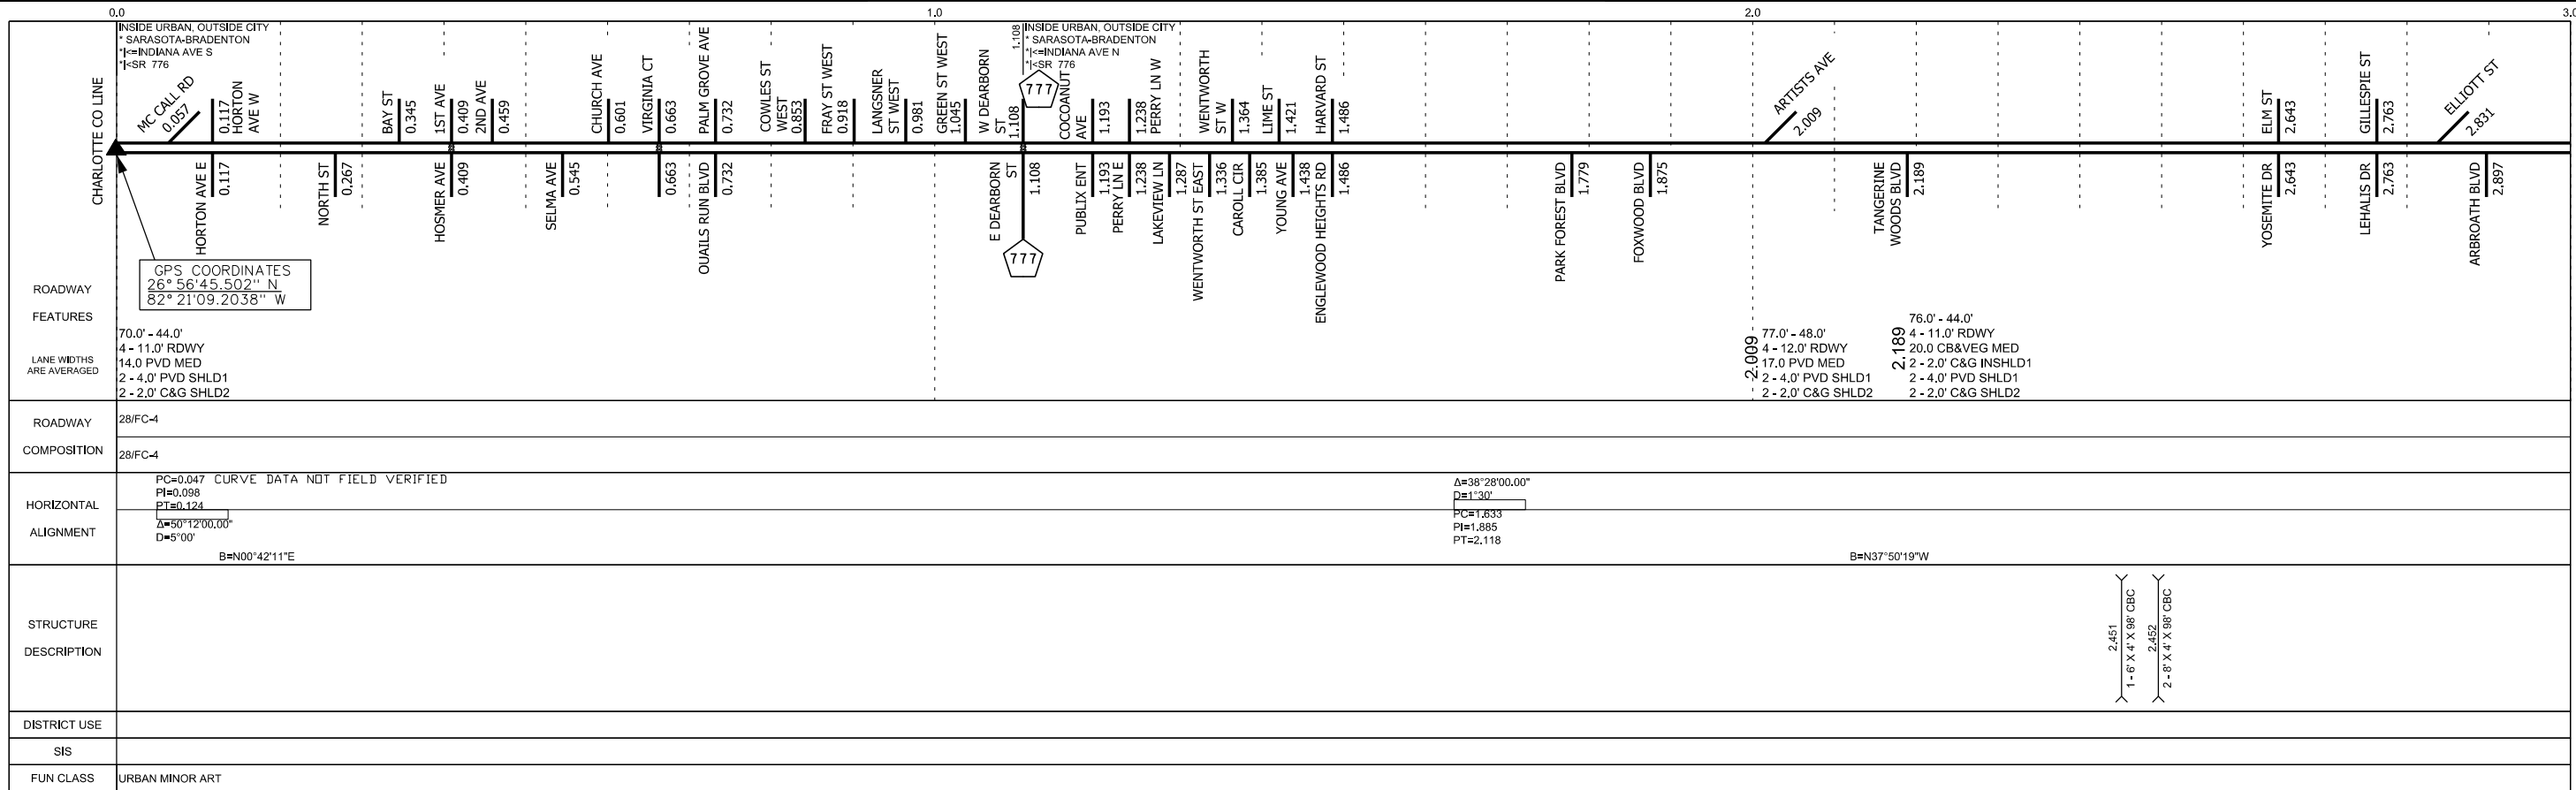 0.0
1.0
2.0
3.0
INSIDE URBAN, OUTSIDE CITY
* SARASOTA-BRADENTON
*|<=INDIANA AVE S
*|<SR 776
1.108
INSIDE URBAN, OUTSIDE CITY
* SARASOTA-BRADENTON
*|<=INDIANA AVE N
*|<SR 776
CHARLOTTE CO LINE
MC CALL RD
0.057
0.117
HORTON
AVE W
BAY ST
0.345
1ST AVE
0.409
2ND AVE
0.459
CHURCH AVE
0.601
VIRGINIA CT
0.663
PALM GROVE AVE
0.732
COWLES ST
WEST
0.853
FRAY ST WEST
0.918
LANGSNER
ST WEST
0.981
GREEN ST WEST
1.045
W DEARBORN
ST
1.108
777
COCOANUT
AVE
1.193
1.238
PERRY LN W
WENTWORTH
ST W
1.364
LIME ST
1.421
HARVARD ST
1.486
ARTISTS AVE
2.009
ELM ST
2.643
GILLESPIE ST
2.763
ELLIOTT ST
2.831
HORTON AVE E
0.117
NORTH ST
0.267
HOSMER AVE
0.409
SELMA AVE
0.545
0.663
QUAILS RUN BLVD
0.732
E DEARBORN
ST
1.108
777
PUBLIX ENT
1.193
PERRY LN E
1.238
LAKEVIEW LN
1.287
WENTWORTH ST EAST
1.336
CAROLL CIR
1.385
YOUNG AVE
1.438
ENGLEWOOD HEIGHTS RD
1.486
PARK FOREST BLVD
1.779
FOXWOOD BLVD
1.875
TANGERINE
WOODS BLVD
2.189
YOSEMITE DR
2.643
LEHALIS DR
2.763
ARBROATH BLVD
2.897
GPS COORDINATES
26° 56'45.502" N
82° 21'09.2038" W
ROADWAY
FEATURES
LANE WIDTHS
ARE AVERAGED
70.0' - 44.0'
4 - 11.0' RDWY
14.0 PVD MED
2 - 4.0' PVD SHLD1
2 - 2.0' C&G SHLD2
2.009
77.0' - 48.0'
4 - 12.0' RDWY
17.0 PVD MED
2 - 4.0' PVD SHLD1
2 - 2.0' C&G SHLD2
2.189
76.0' - 44.0'
4 - 11.0' RDWY
20.0 CB&VEG MED
2 - 2.0' C&G INSHLD1
2 - 4.0' PVD SHLD1
2 - 2.0' C&G SHLD2
ROADWAY
COMPOSITION
28/FC-4
28/FC-4
HORIZONTAL
ALIGNMENT
PC=0.047 CURVE DATA NOT FIELD VERIFIED
PI=0.098
PT=0.124
Δ=50°12'00.00"
D=5°00'
B=N00°42'11"E
Δ=38°28'00.00"
D=1°30'
PC=1.633
PI=1.885
PT=2.118
B=N37°50'19"W
STRUCTURE
DESCRIPTION
2.451
1 - 6' X 4' X 98' CBC
2.452
2 - 8' X 4' X 98' CBC
DISTRICT USE
SIS
FUN CLASS
URBAN MINOR ART